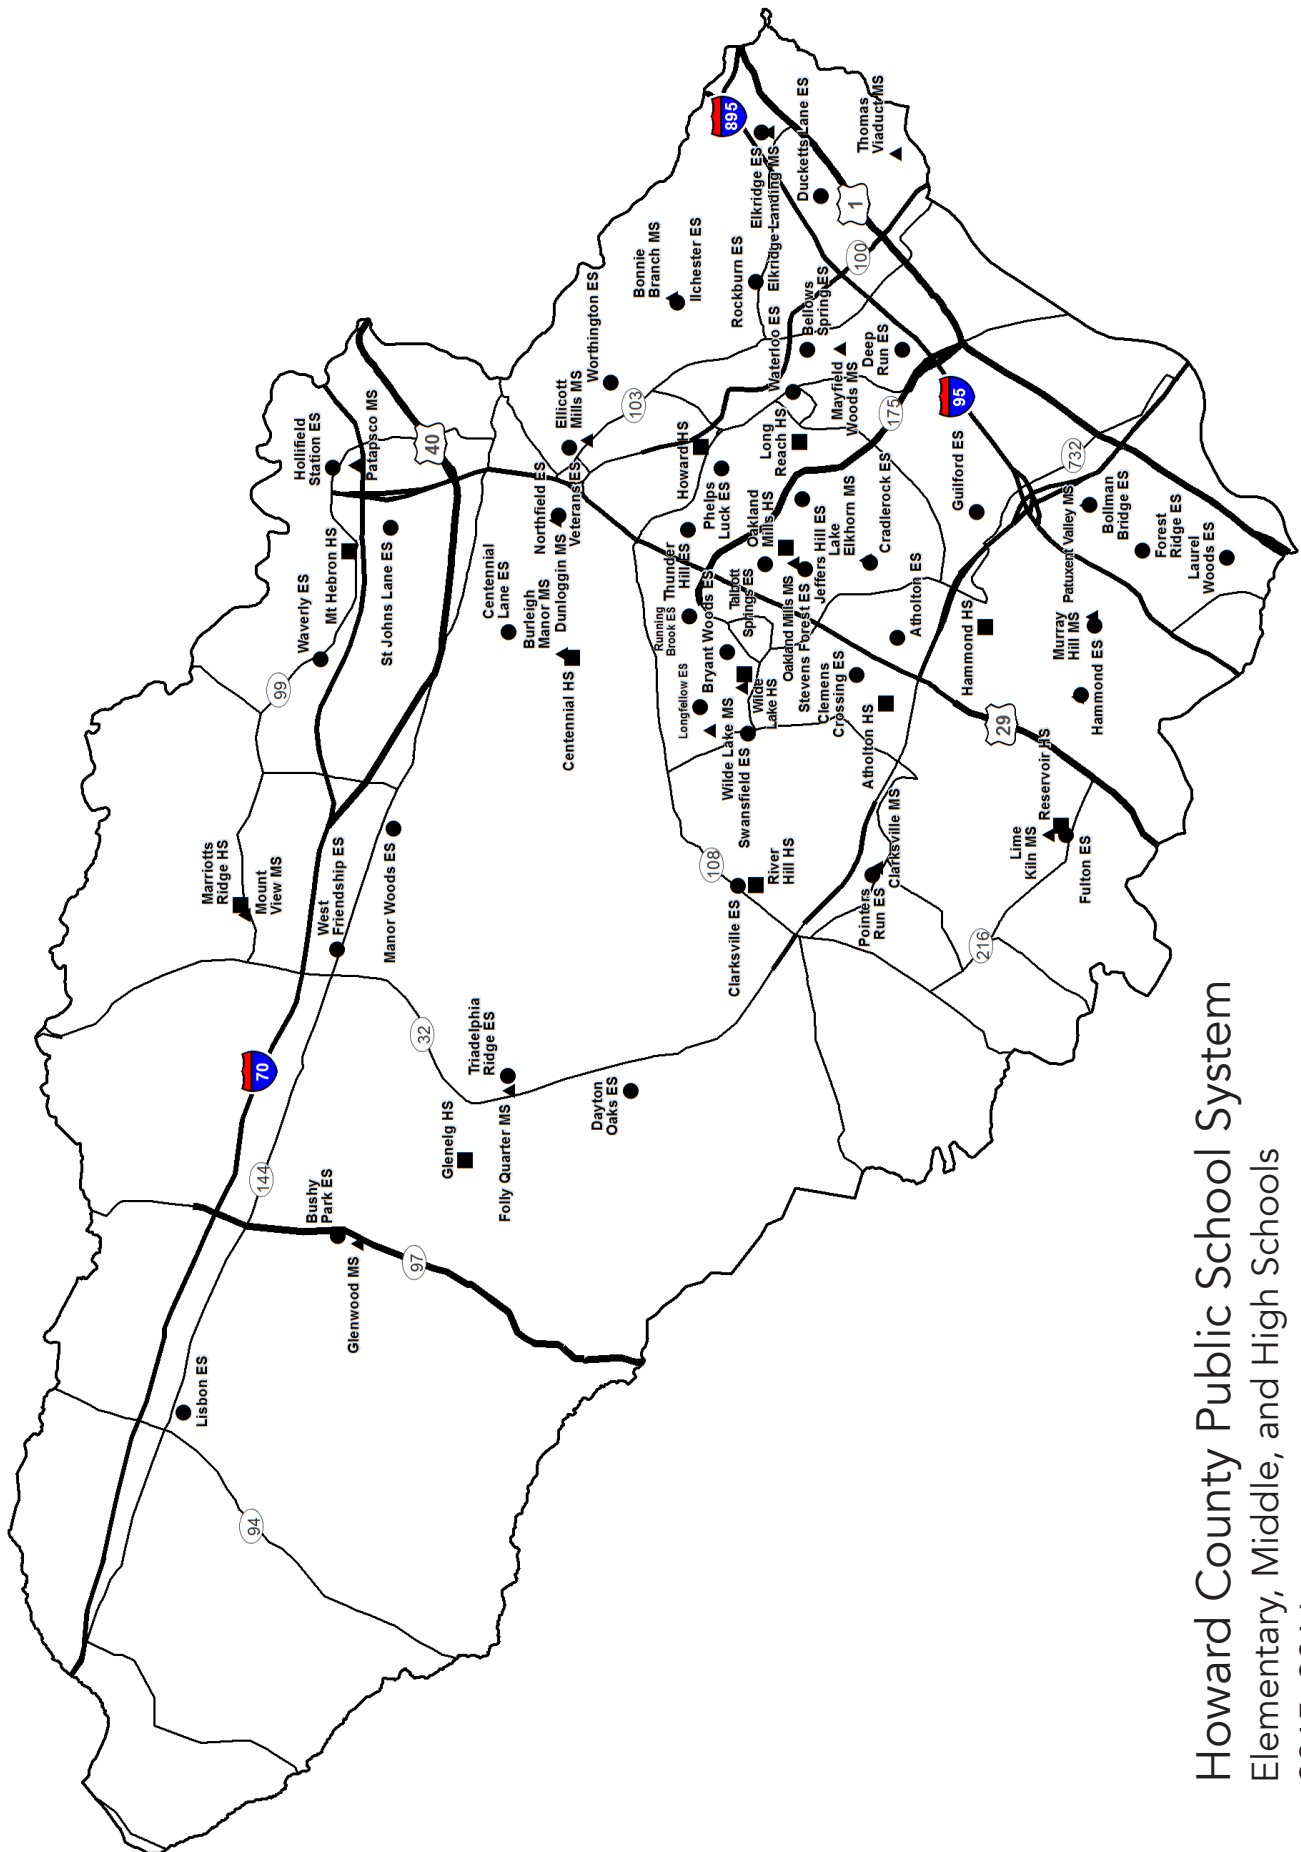 Howard County Public School System
Elementary, Middle, and High Schools
Lisbon ES
94
144
70
97
Bushy
Park ES
Glenwood MS
Glenelg HS
Folly Quarter MS
Triadelphia
Ridge ES
Dayton
Oaks ES
32
Marriotts
Ridge HS
Mount
View MS
West
Friendship ES
Manor Woods ES
99
Waverly ES
Mt Hebron HS
St Johns Lane ES
Hollifield
Station ES
Patapsco MS
40
Centennial
Lane ES
Burleigh
Manor MS
Centennial HS
Dunloggin MS
Northfield ES
Veterans ES
Ellicott
Mills MS
Worthington ES
103
Bonnie
Branch MS
Ilchester ES
Rockburn ES
895
Elkridge ES
Elkridge Landing MS
Ducketts Lane ES
Thomas
Viaduct MS
1
100
Waterloo ES
Bellows
Spring ES
Mayfield
Woods MS
Deep
Run ES
175
95
Howard HS
Phelps
Luck ES
Long
Reach HS
Oakland
Mills HS
Thunder
Hill ES
Running
Brook ES
Bryant Woods ES
Longfellow ES
Talbott
Springs ES
Oakland Mills MS
Stevens Forest ES
Jeffers Hill ES
Lake
Elkhorn MS
Cradlerock ES
Guilford ES
732
Wilde Lake MS
Wilde
Lake HS
Swansfield ES
Clemens
Crossing ES
Atholton HS
Atholton ES
Hammond HS
108
Clarksville ES
River
Hill HS
Pointers
Run ES
Clarksville MS
29
216
Lime
Kiln MS
Reservoir HS
Fulton ES
Murray
Hill MS
Hammond ES
Patuxent Valley MS
Bollman
Bridge ES
Forest
Ridge ES
Laurel
Woods ES